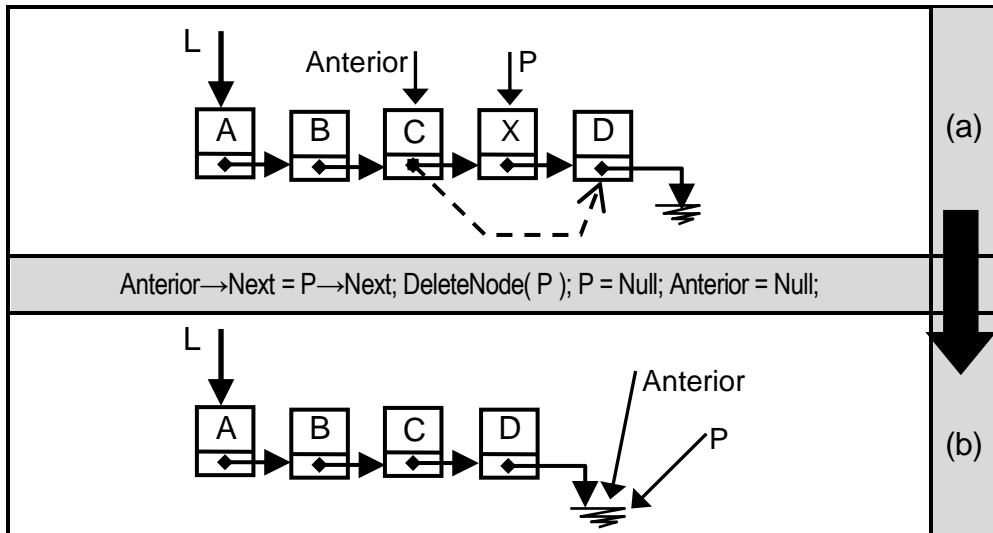 L
Anterior P
A B C X D
(a)
Anterior→Next = P→Next; DeleteNode( P ); P = Null; Anterior = Null;
L
Anterior
P
A B C D
(b)